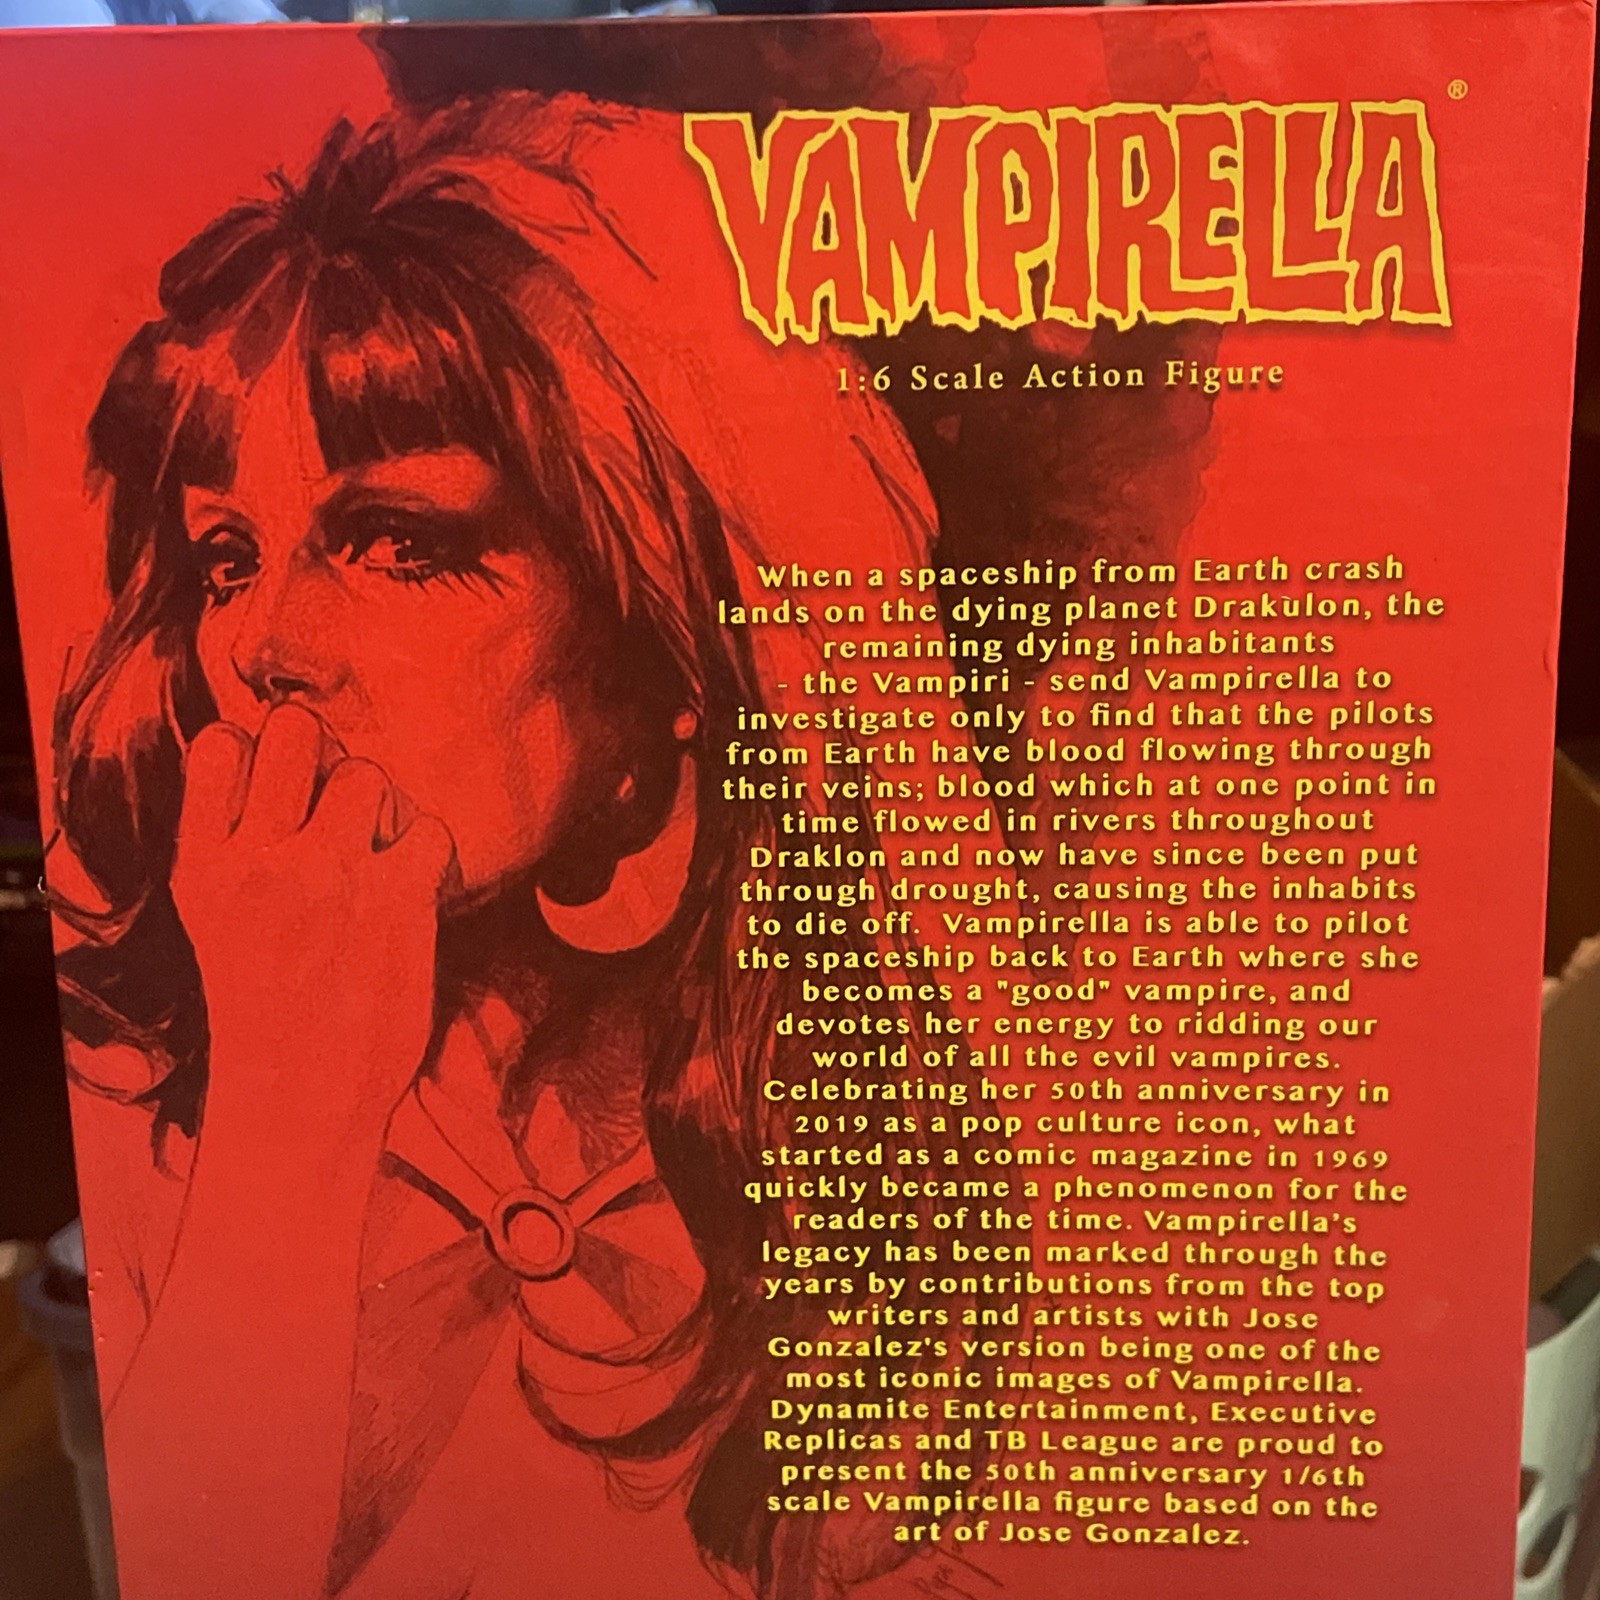 VAMPIRELLA®
1:6 Scale Action Figure
When a spaceship from Earth crash
lands on the dying planet Drakùlon, the
remaining dying inhabitants
- the Vampiri - send Vampirella to
investigate only to find that the pilots
from Earth have blood flowing through
their veins; blood which at one point in
time flowed in rivers throughout
Draklon and now have since been put
through drought, causing the inhabits
to die off. Vampirella is able to pilot
the spaceship back to Earth where she
becomes a "good" vampire, and
devotes her energy to ridding our
world of all the evil vampires.
Celebrating her 50th anniversary in
2019 as a pop culture icon, what
started as a comic magazine in 1969
quickly became a phenomenon for the
readers of the time. Vampirella's
legacy has been marked through the
years by contributions from the top
writers and artists with Jose
Gonzalez's version being one of the
most iconic images of Vampirella.
Dynamite Entertainment, Executive
Replicas and TB League are proud to
present the 50th anniversary 1/6th
scale Vampirella figure based on the
art of Jose Gonzalez.